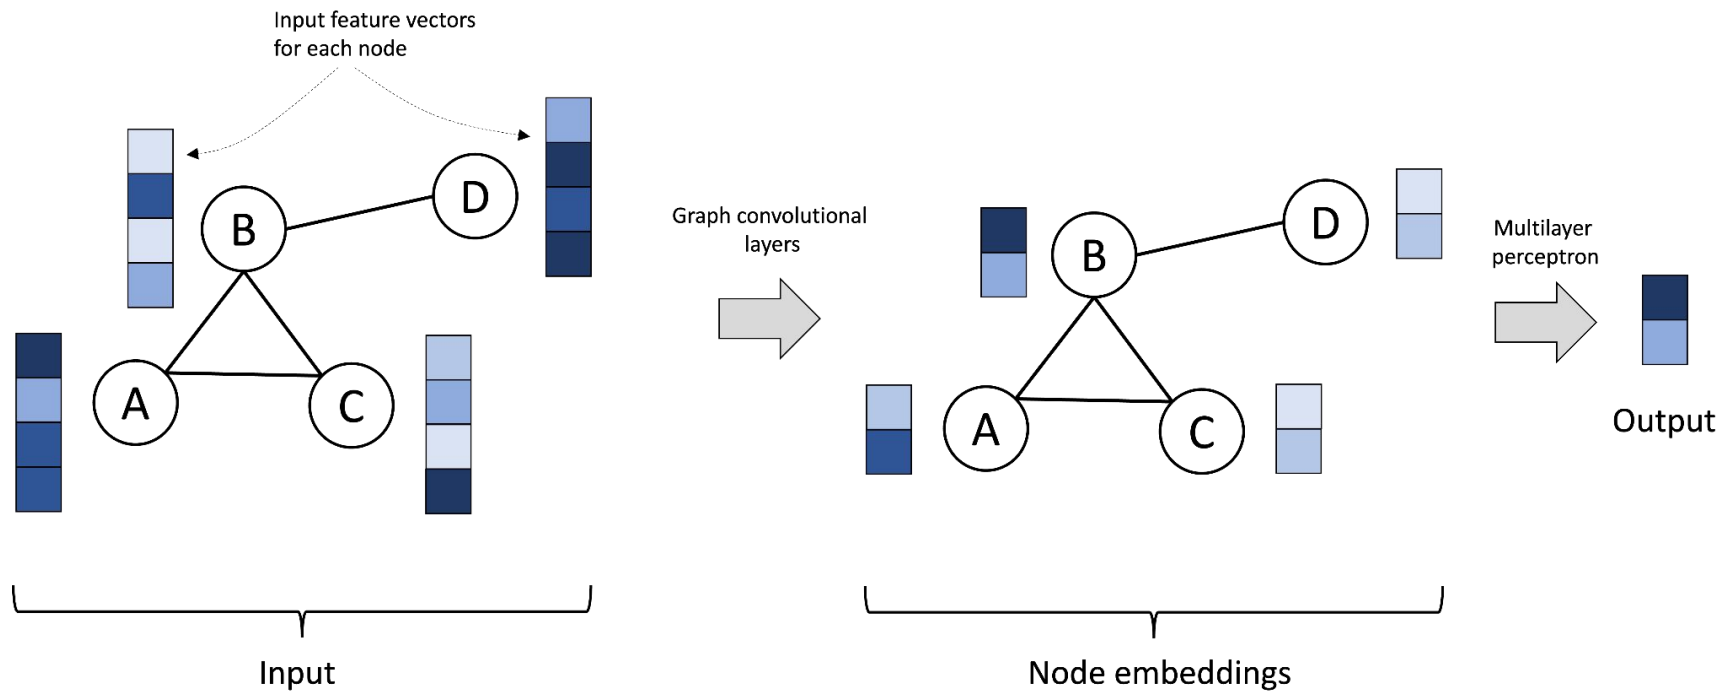 Input feature vectors
for each node
B
D
A
C
Input
Graph convolutional
layers
B
D
A
C
Node embeddings
Multilayer
perceptron
Output